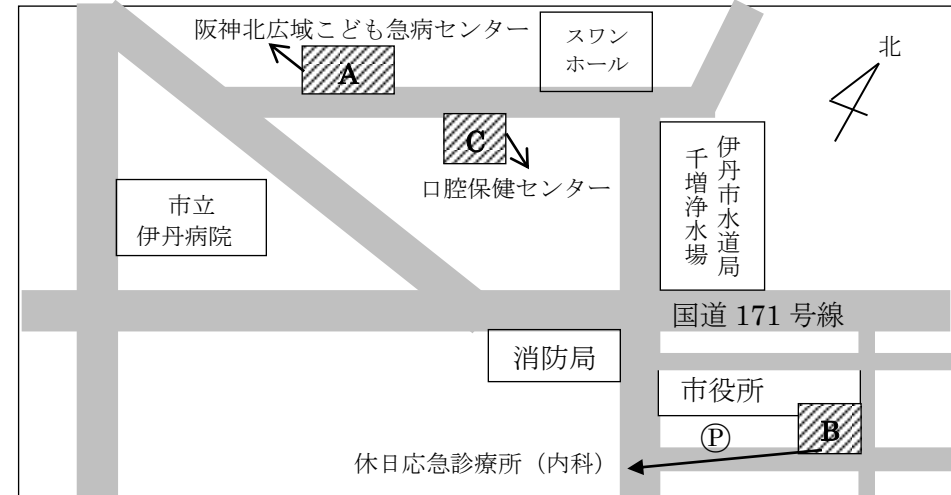 阪神北広域こども急病センター
スワン
ホール
北
A
C
口腔保健センター
伊丹市水道局
千増浄水場
市立
伊丹病院
国道 171 号線
消防局
市役所
Ⓟ
B
休日応急診療所（内科）